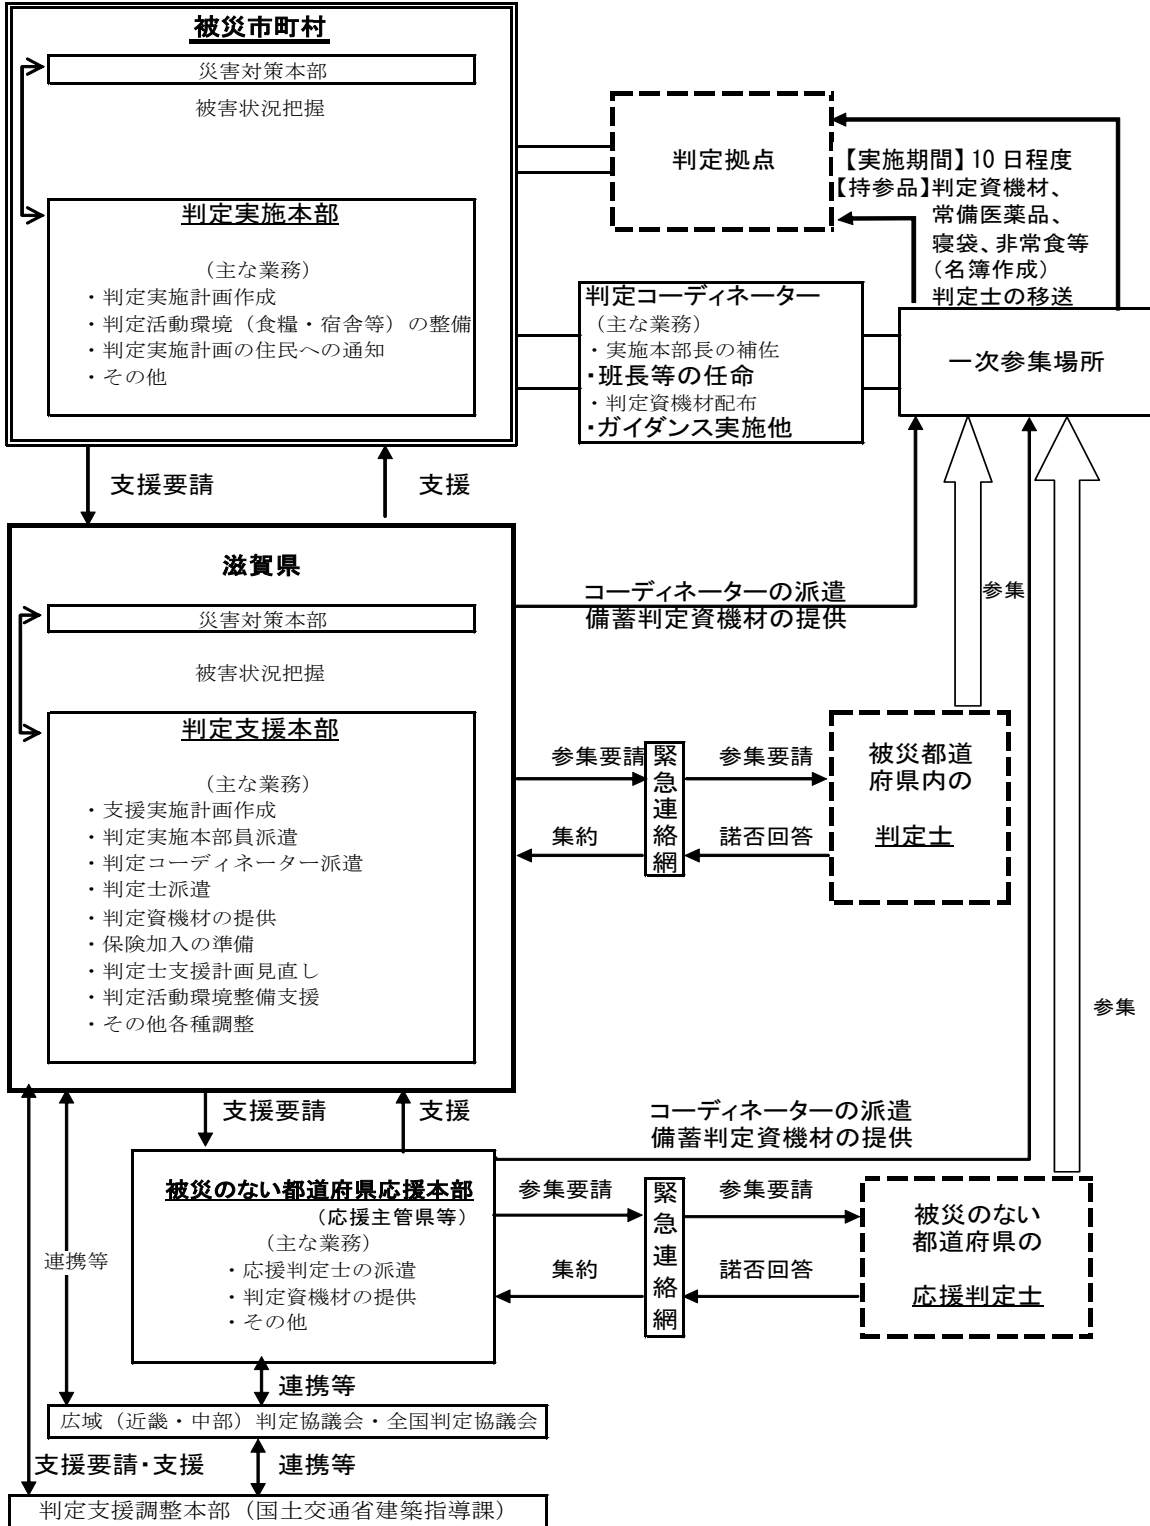 被災市町村
災害対策本部
被害状況把握
判定実施本部
（主な業務）
・判定実施計画作成
・判定活動環境（食糧・宿舎等）の整備
・判定実施計画の住民への通知
・その他
判定拠点
【実施期間】10日程度
【持参品】判定資機材、
常備医薬品、
寝袋、非常食等
（名簿作成）
判定士の移送
判定コーディネーター
（主な業務）
・実施本部長の補佐
・班長等の任命
・判定資機材配布
・ガイダンス実施他
一次参集場所
支援要請
支援
滋賀県
災害対策本部
被害状況把握
判定支援本部
（主な業務）
・支援実施計画作成
・判定実施本部員派遣
・判定コーディネーター派遣
・判定士派遣
・判定資機材の提供
・保険加入の準備
・判定士支援計画見直し
・判定活動環境整備支援
・その他各種調整
コーディネーターの派遣
備蓄判定資機材の提供
参集
参集要請
集約
緊急連絡網
参集要請
諾否回答
被災都道
府県内の
判定士
参集
支援要請
支援
コーディネーターの派遣
備蓄判定資機材の提供
被災のない都道府県応援本部
（応援主管県等）
（主な業務）
・応援判定士の派遣
・判定資機材の提供
・その他
参集要請
集約
緊急連絡網
参集要請
諾否回答
被災のない
都道府県の
応援判定士
連携等
連携等
広域（近畿・中部）判定協議会・全国判定協議会
支援要請・支援
連携等
判定支援調整本部（国土交通省建築指導課）